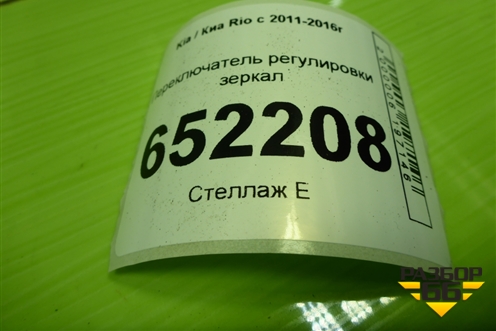 Kia / Киа Rio с 2011-2016г
Переключатель регулировки
зеркал
652208
Стеллаж Е
РАЗБОР
66